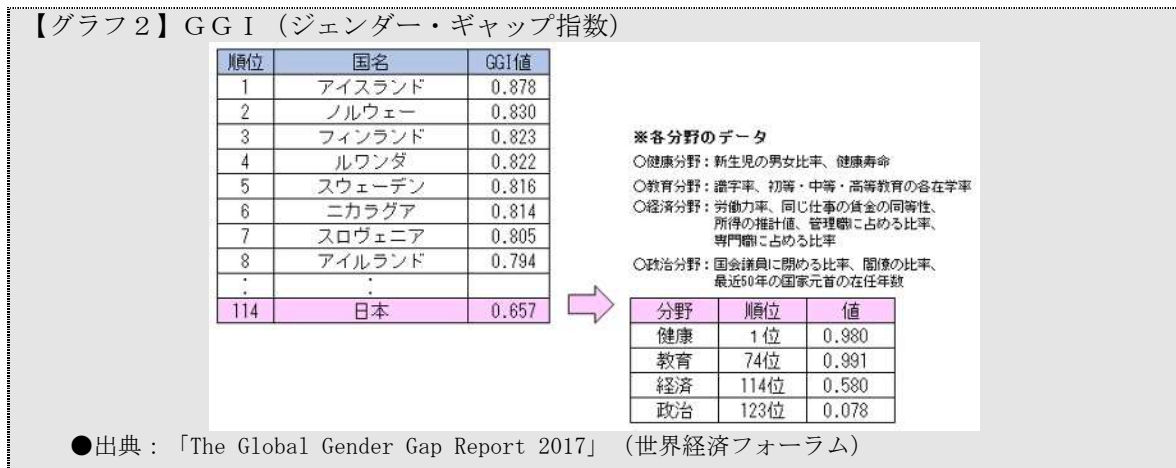 【グラフ２】ＧＧＩ（ジェンダー・ギャップ指数）
順位 国名 GGI値
1 アイスランド 0.878
2 ノルウェー 0.830
3 フィンランド 0.823
4 ルワンダ 0.822
5 スウェーデン 0.816
6 ニカラグア 0.814
7 スロヴェニア 0.805
8 アイルランド 0.794
： ：
114 日本 0.657
※各分野のデータ
○健康分野：新生児の男女比率、健康寿命
○教育分野：識字率、初等・中等・高等教育の各在学率
○経済分野：労働力率、同じ仕事の賃金の同等性、
所得の推計値、管理職に占める比率、
専門職に占める比率
○政治分野：国会議員に閉める比率、閣僚の比率、
最近50年の国家元首の在任年数
分野 順位 値
健康 1位 0.980
教育 74位 0.991
経済 114位 0.580
政治 123位 0.078
●出典：「The Global Gender Gap Report 2017」（世界経済フォーラム）